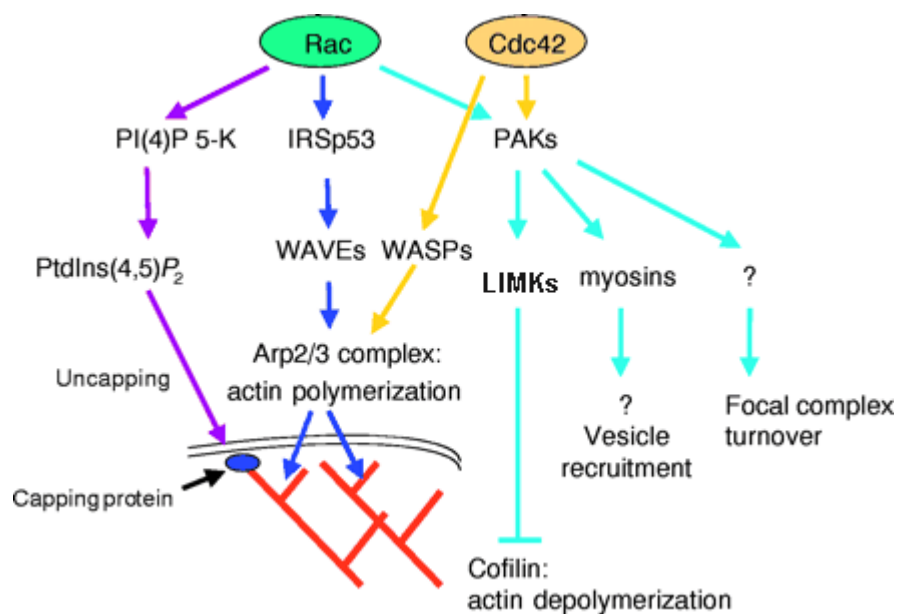 Rac
Cdc42
PI(4)P 5-K
IRSp53
PAKs
WAVEs
WASPs
PtdIns(4,5)P2
LIMKs
myosins
?
Arp2/3 complex:
actin polymerization
Uncapping
?
Vesicle
recruitment
Focal complex
turnover
Capping protein
Cofilin:
actin depolymerization